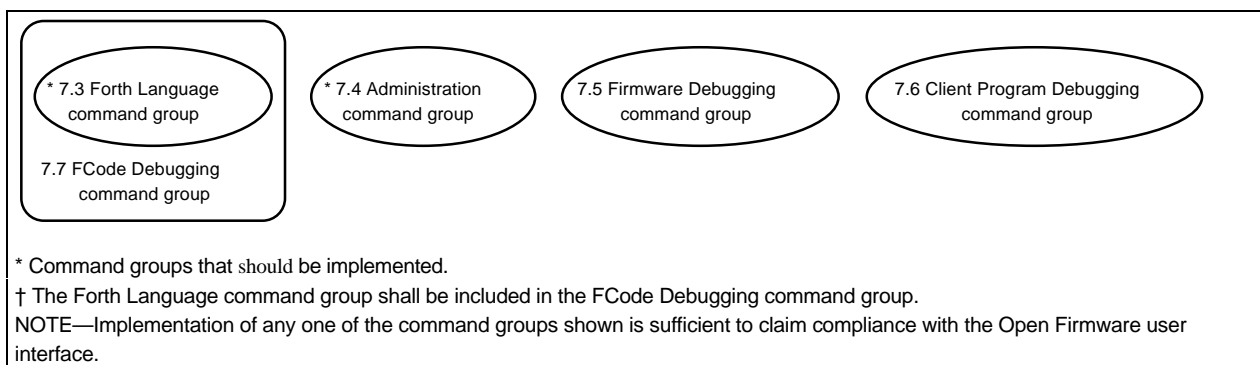 * 7.3 Forth Language
command group
7.7 FCode Debugging
command group
* 7.4 Administration
command group
7.5 Firmware Debugging
command group
7.6 Client Program Debugging
command group
* Command groups that should be implemented.
† The Forth Language command group shall be included in the FCode Debugging command group.
NOTE—Implementation of any one of the command groups shown is sufficient to claim compliance with the Open Firmware user
interface.